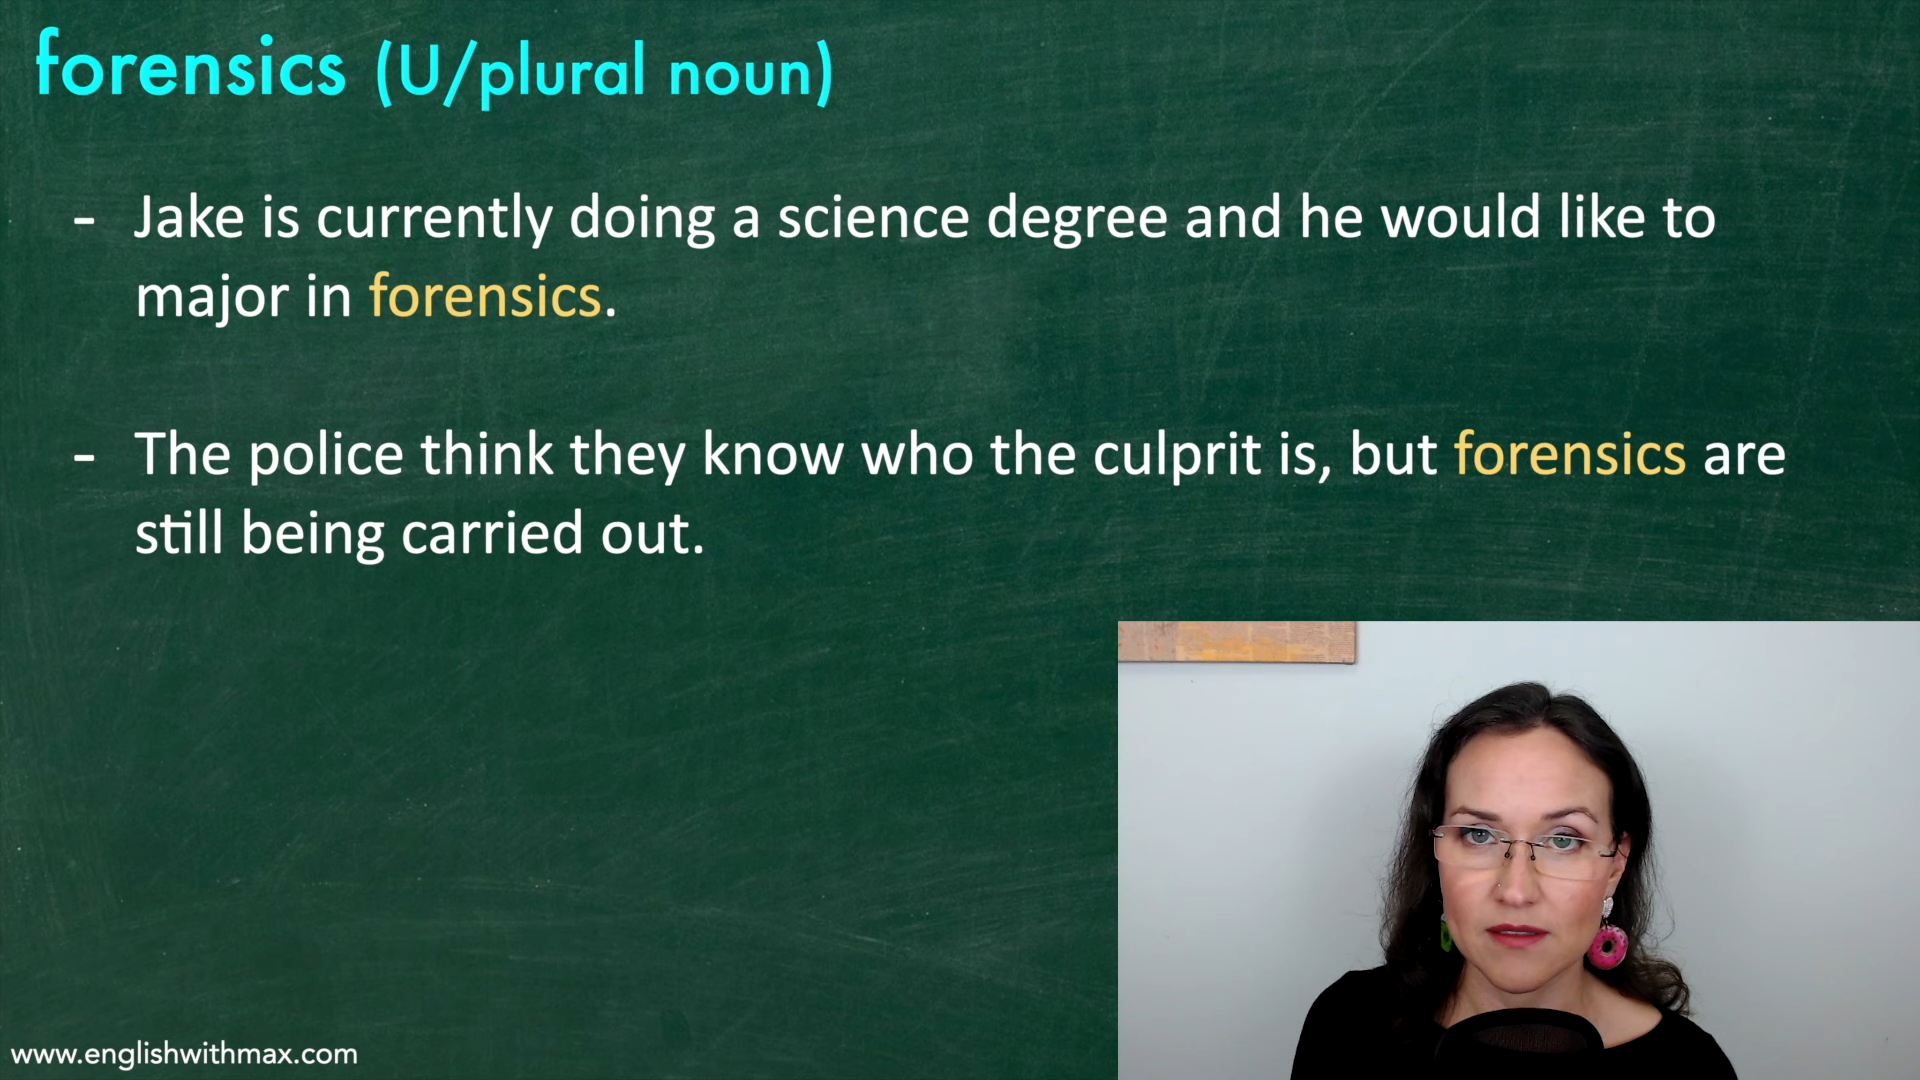 forensics (U/plural noun)
- Jake is currently doing a science degree and he would like to
major in forensics.
- The police think they know who the culprit is, but forensics are
still being carried out.
www.englishwithmax.com